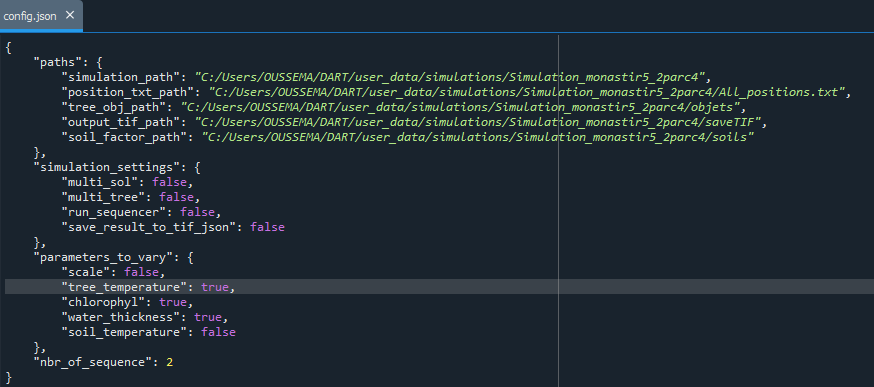 config.json ×
{
    "paths": {
        "simulation_path": "C:/Users/OUSSEMA/DART/user_data/simulations/Simulation_monastir5_2parc4",
        "position_txt_path": "C:/Users/OUSSEMA/DART/user_data/simulations/Simulation_monastir5_2parc4/All_positions.txt",
        "tree_obj_path": "C:/Users/OUSSEMA/DART/user_data/simulations/Simulation_monastir5_2parc4/objets",
        "output_tif_path": "C:/Users/OUSSEMA/DART/user_data/simulations/Simulation_monastir5_2parc4/saveTIF",
        "soil_factor_path": "C:/Users/OUSSEMA/DART/user_data/simulations/Simulation_monastir5_2parc4/soils"
    },
    "simulation_settings": {
        "multi_sol": false,
        "multi_tree": false,
        "run_sequencer": false,
        "save_result_to_tif_json": false
    },
    "parameters_to_vary": {
        "scale": false,
        "tree_temperature": true,
        "chlorophyl": true,
        "water_thickness": true,
        "soil_temperature": false
    },
    "nbr_of_sequence": 2
}